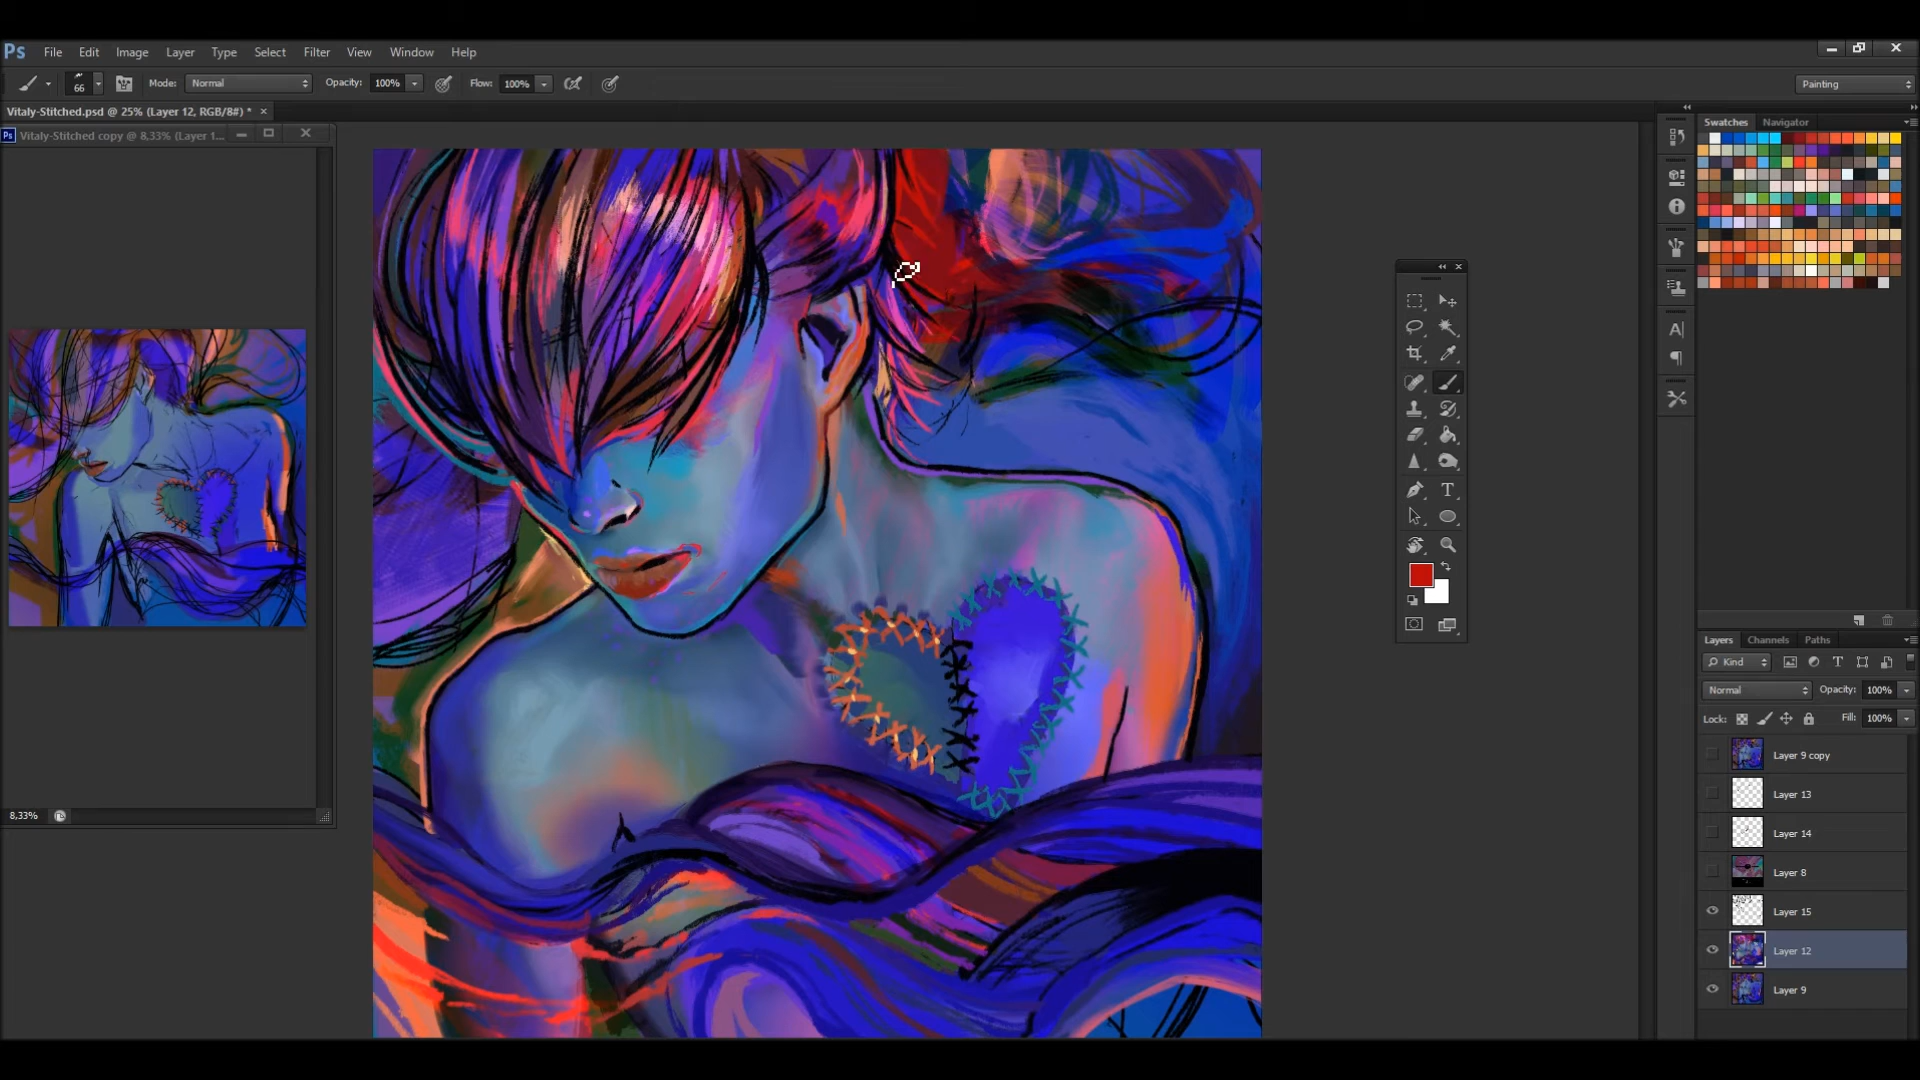 Ps File Edit Image Layer Type Select Filter View Window Help
66 Mode: Normal Opacity: 100% Flow: 100% Painting
Vitaly-Stitched.psd @ 25% (Layer 12, RGB/8#) * ×
Ps Vitaly-Stitched copy @ 8,33% (Layer 1...
Swatches Navigator
8,33%
Layers Channels Paths
Kind
Normal Opacity: 100%
Lock: Fill: 100%
Layer 9 copy
Layer 13
Layer 14
Layer 8
Layer 15
Layer 12
Layer 9